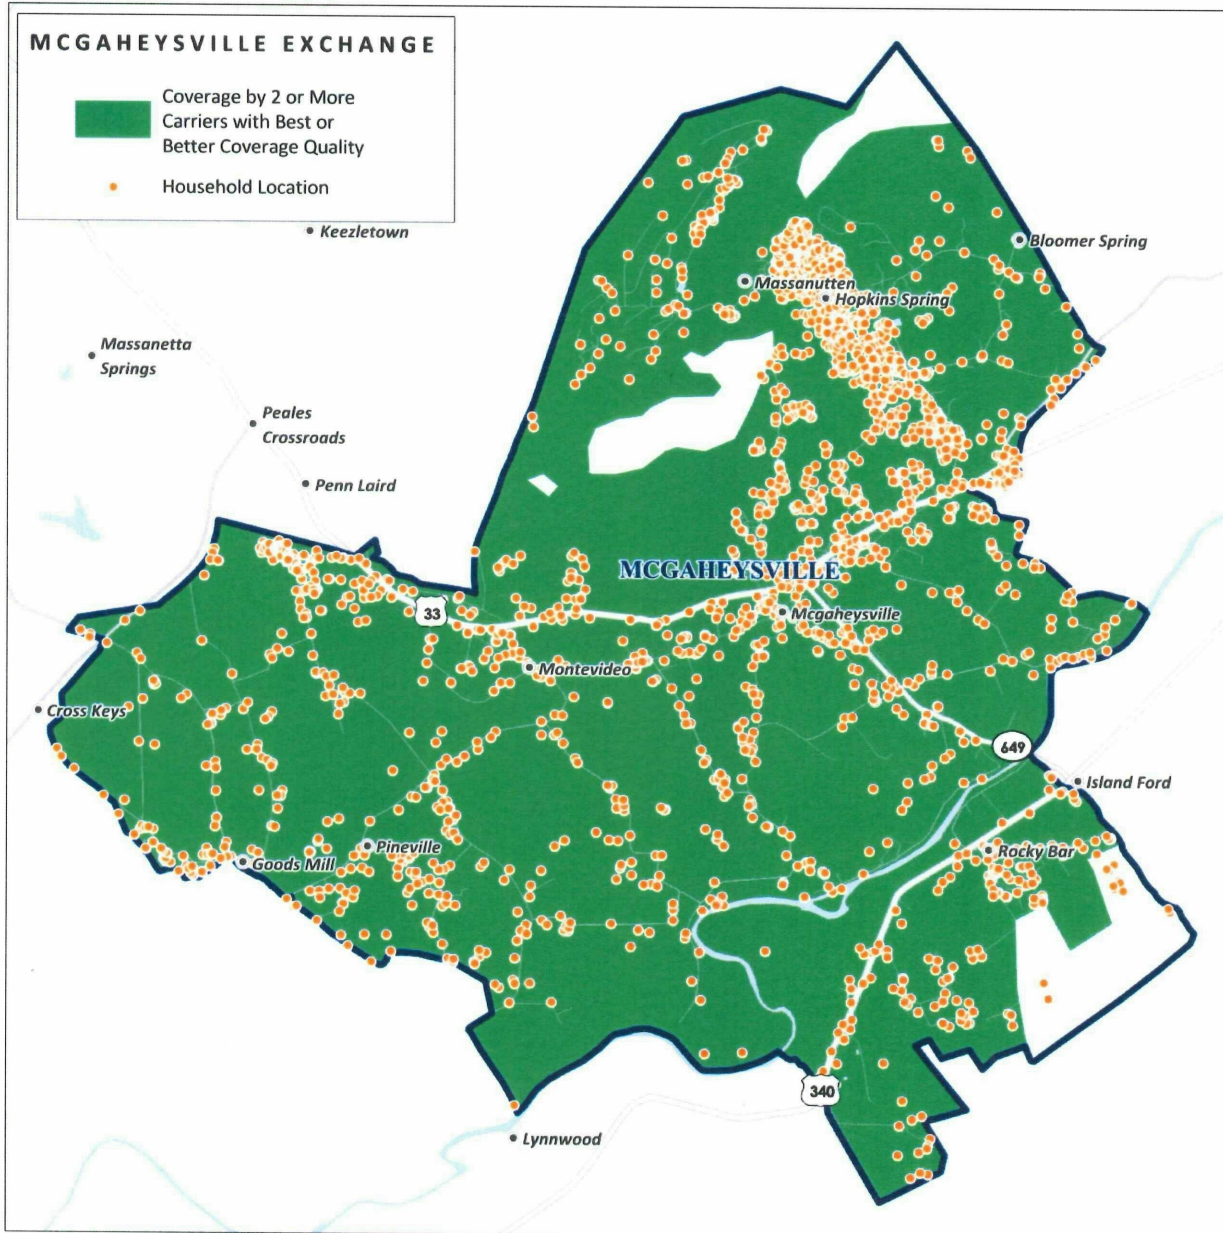 MCGAHEYSVILLE EXCHANGE
Coverage by 2 or More
Carriers with Best or
Better Coverage Quality
Household Location
Keezletown
Bloomer Spring
Massanutten
Hopkins Spring
Massanetta
Springs
Peales
Crossroads
Penn Laird
MCGAHEYSVILLE
33
Mcgaheysville
Montevideo
Cross Keys
649
Island Ford
Pineville
Rocky Bar
Goods Mill
340
Lynnwood